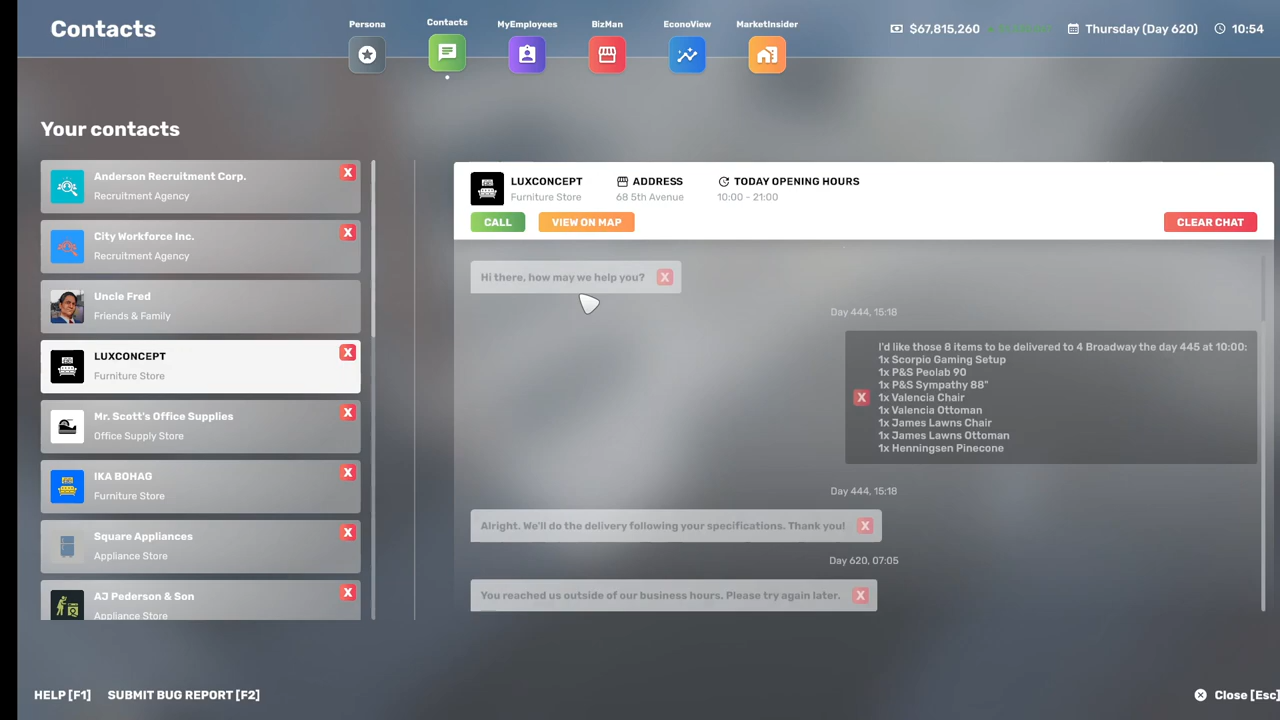 Contacts
Persona
Contacts
MyEmployees
BizMan
EconoView
MarketInsider
$67,815,260
Thursday (Day 620)
10:54
Your contacts
Anderson Recruitment Corp.
Recruitment Agency
X
City Workforce Inc.
Recruitment Agency
X
Uncle Fred
Friends & Family
LUXCONCEPT
Furniture Store
X
Mr. Scott's Office Supplies
Office Supply Store
X
IKA BOHAG
Furniture Store
X
Square Appliances
Appliance Store
X
AJ Pederson & Son
Appliance Store
X
LUXCONCEPT
Furniture Store
ADDRESS
68 5th Avenue
TODAY OPENING HOURS
10:00 - 21:00
CALL
VIEW ON MAP
CLEAR CHAT
Hi there, how may we help you? X
Day 444, 15:18
I'd like those 8 items to be delivered to 4 Broadway the day 445 at 10:00:
1x Scorpio Gaming Setup
1x P&S Peolab 90
1x P&S Sympathy 88"
X 1x Valencia Chair
1x Valencia Ottoman
1x James Lawns Chair
1x James Lawns Ottoman
1x Henningsen Pinecone
Day 444, 15:18
Alright. We'll do the delivery following your specifications. Thank you! X
Day 620, 07:05
You reached us outside of our business hours. Please try again later. X
HELP [F1]
SUBMIT BUG REPORT [F2]
Close [Esc]